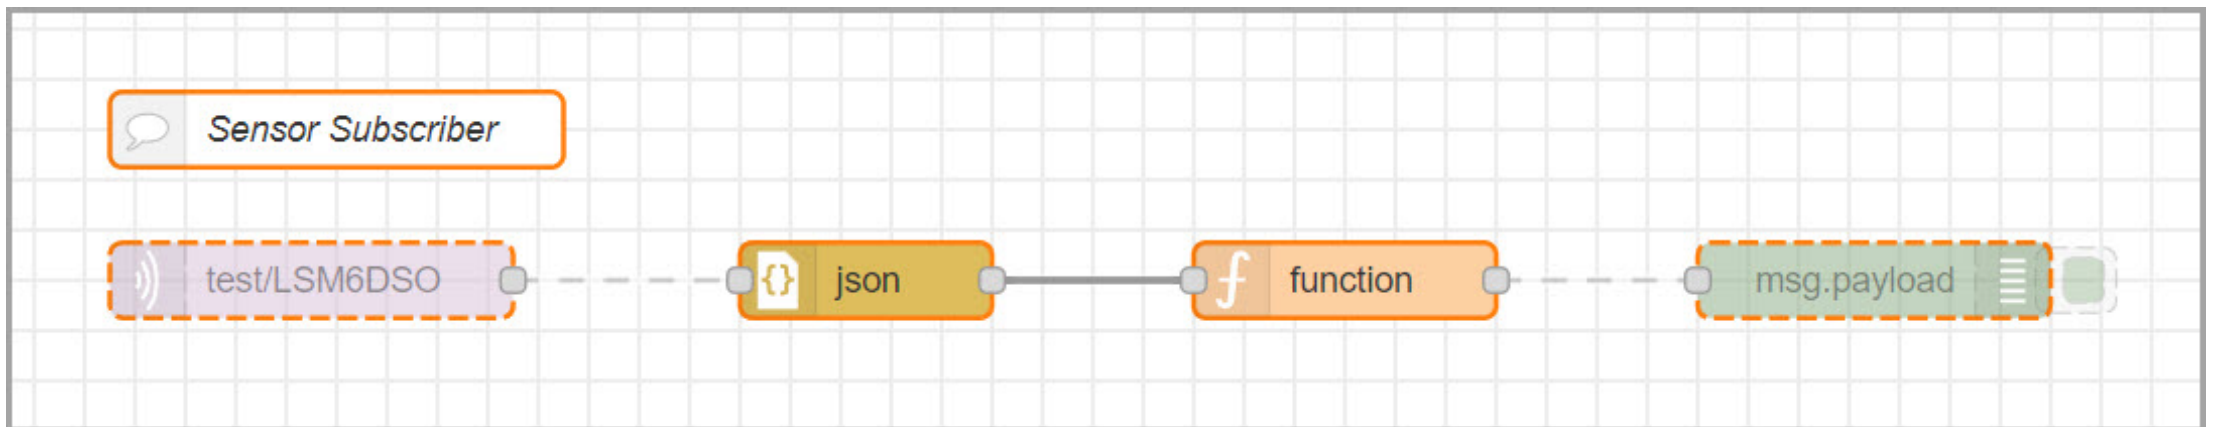 Sensor Subscriber
test/LSM6DSO
json
function
msg.payload